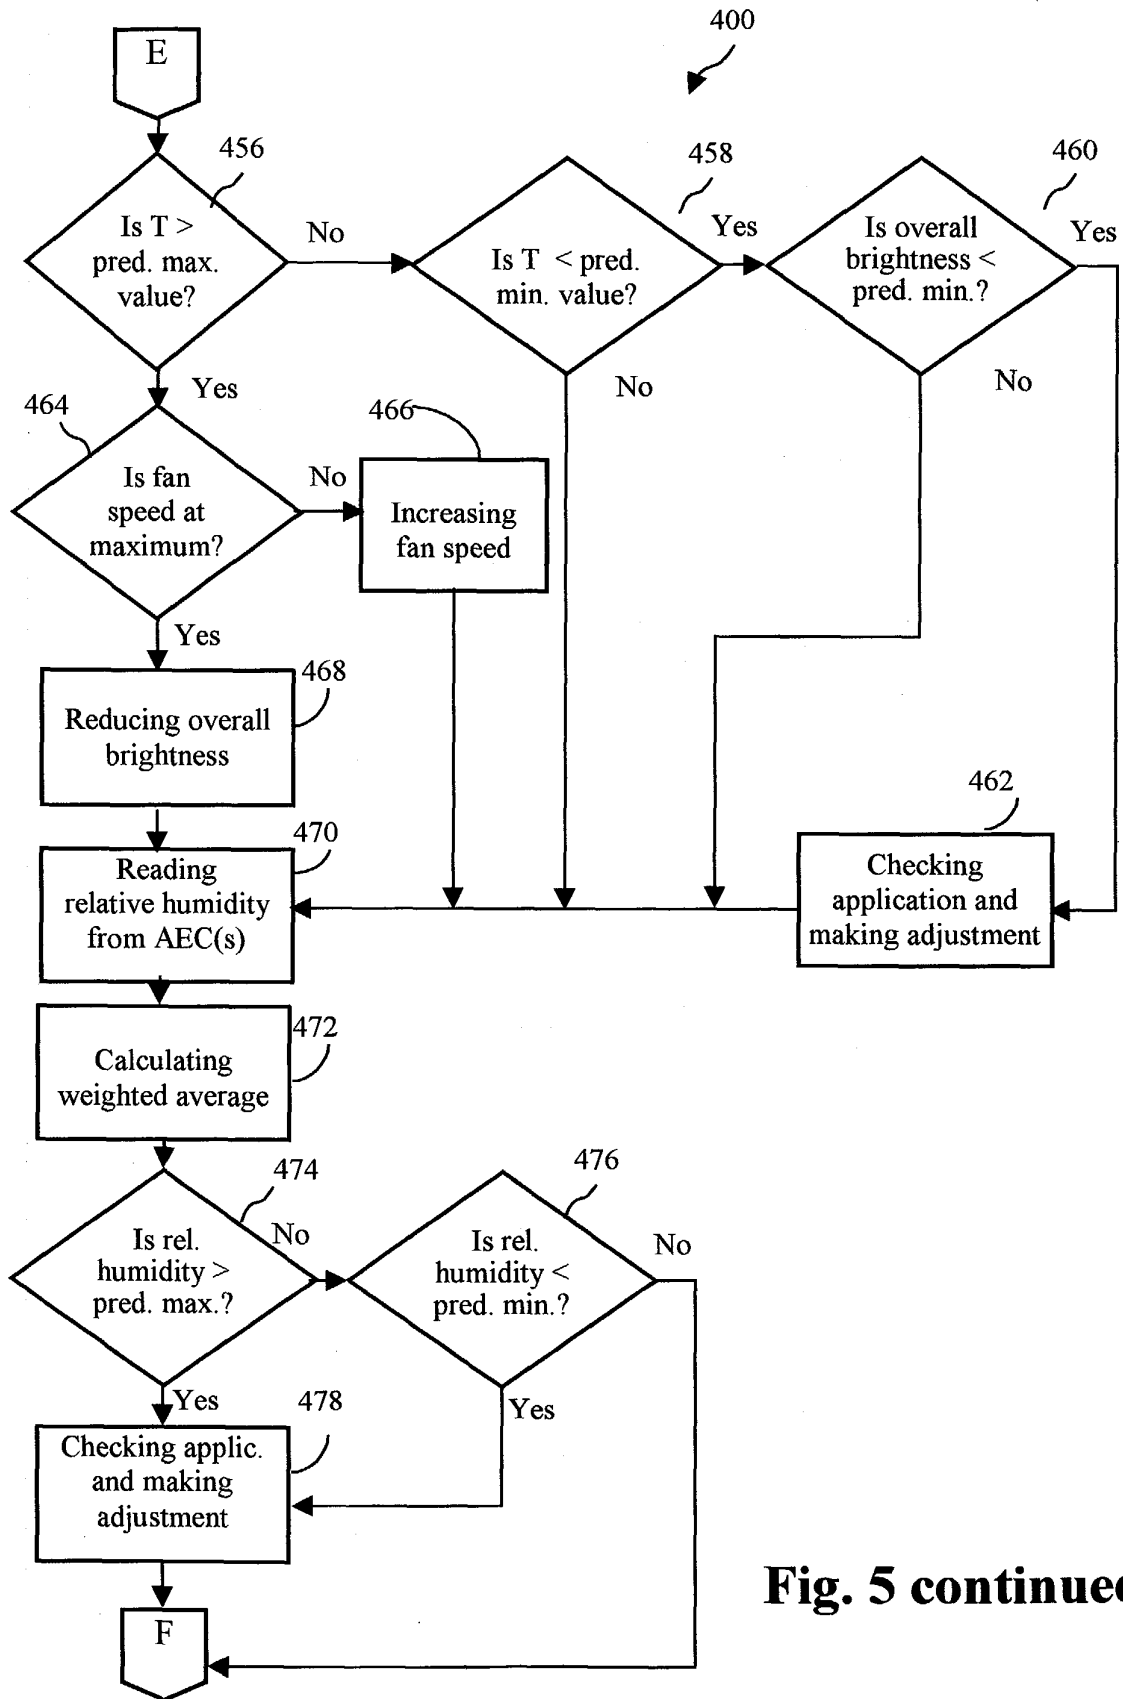 400
E
456
458
460
Is T >
pred. max.
value?
No
Is T < pred.
min. value?
Yes
Is overall
brightness <
pred. min.?
Yes
Yes
No
No
464
466
Is fan
speed at
maximum?
No
Increasing
fan speed
Yes
468
Reducing overall
brightness
462
470
Reading
relative humidity
from AEC(s)
Checking
application and
making adjustment
472
Calculating
weighted average
474
476
Is rel.
humidity >
pred. max.?
No
Is rel.
humidity <
pred. min.?
No
Yes
478
Yes
Checking applic.
and making
adjustment
Fig. 5 continued
F